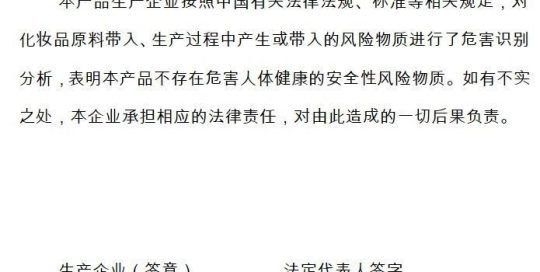 本产品生产企业按照中国有关法律法规、标准等相关规定，对
化妆品原料带入、生产过程中产生或带入的风险物质进行了危害识别
分析，表明本产品不存在危害人体健康的安全性风险物质。如有不实
之处，本企业承担相应的法律责任，对由此造成的一切后果负责。
生产企业（签章） 法定代表人签字